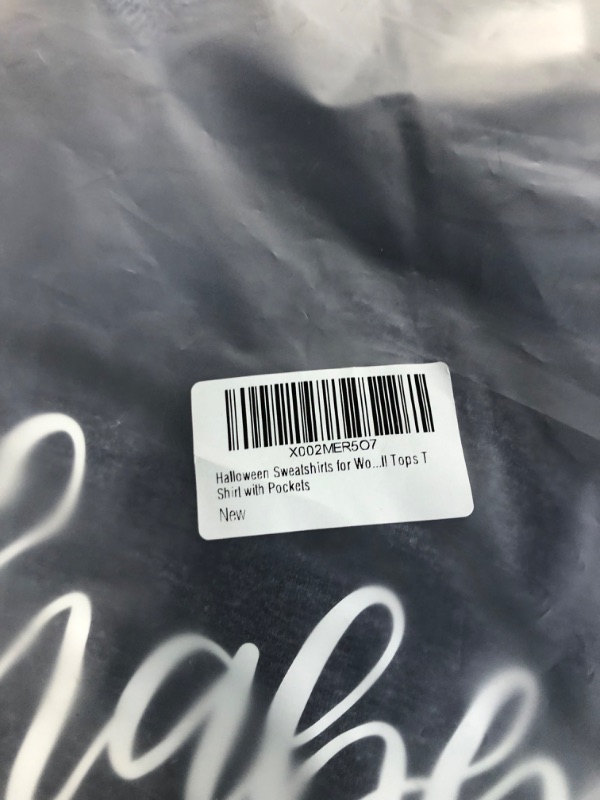 X002MER5O7
Halloween Sweatshirts for Wo...ll Tops T
Shirt with Pockets
New